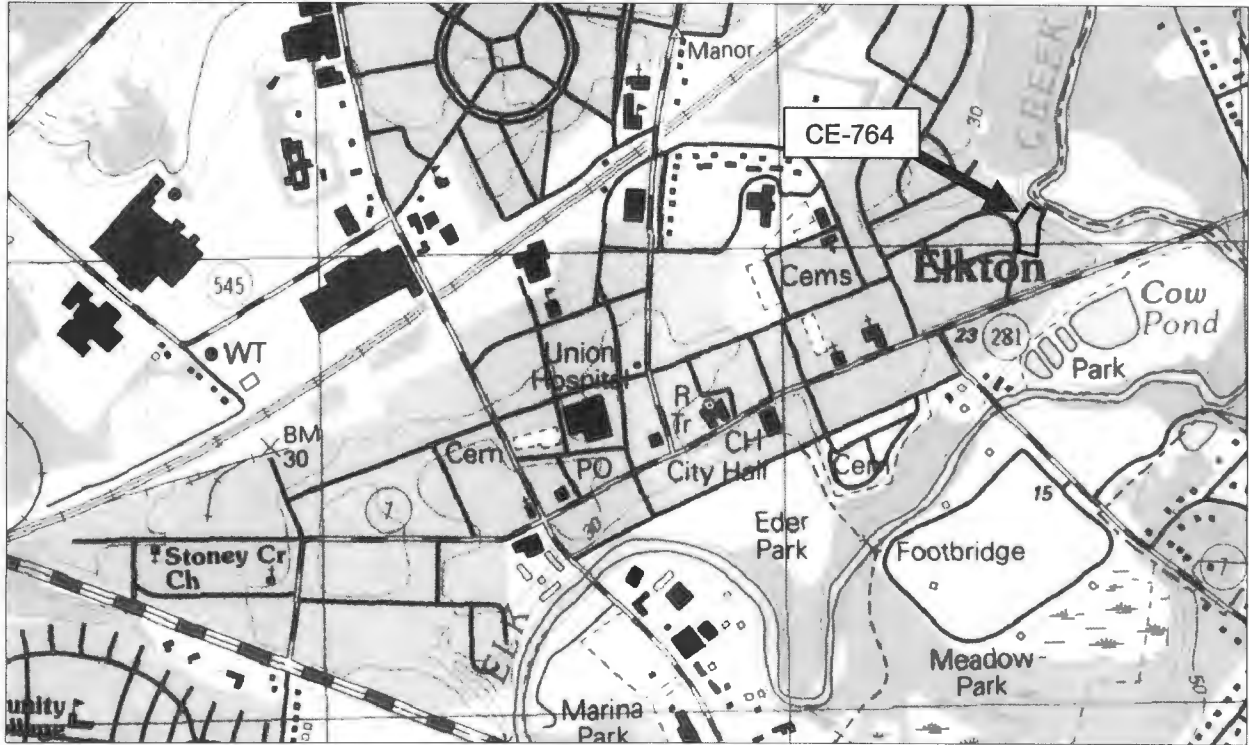 Manor
CREEK
30
CE-764
Elkton
Cems
545
Cow
Pond
23
281
Park
WT
Union
Hospital
R
Tr
BM
30
Cem
CH
City Hall
PO
Cem
7
30
15
Eder
Park
Footbridge
Stoney Cr
Ch
7
ELK
Meadow
Park
50
Marina
Park
unity